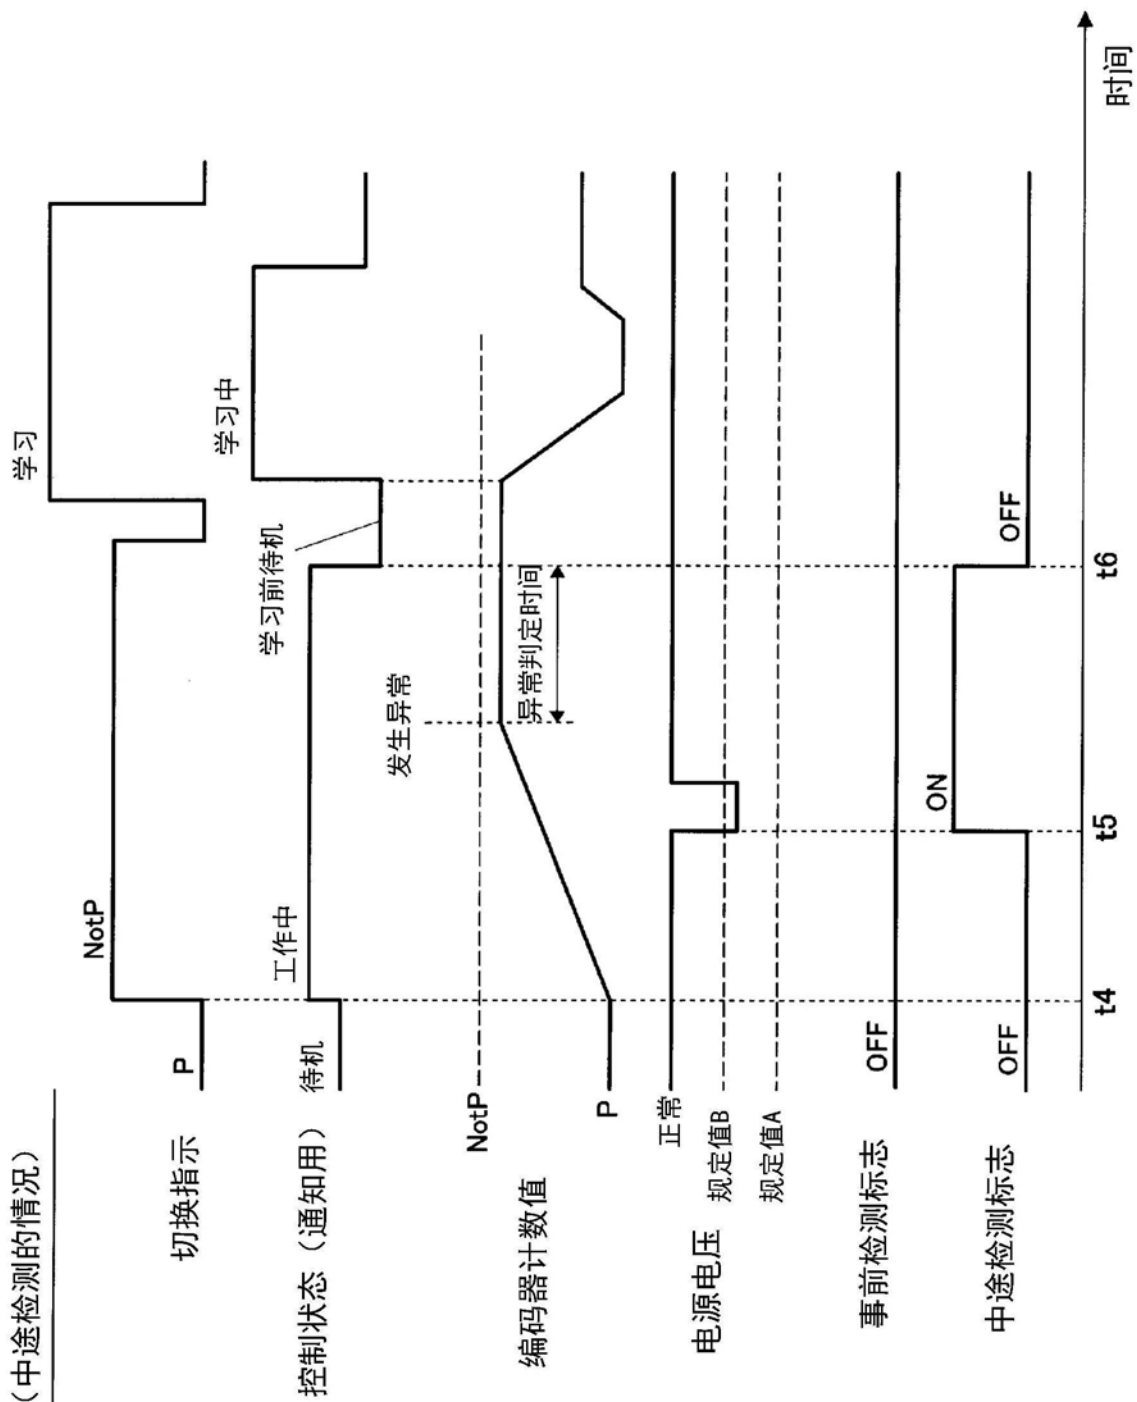 (中途检测的情况)
切换指示
P
NotP
学习
控制状态(通知用)
待机
工作中
学习前待机
学习中
编码器计数值
NotP
P
发生异常
异常判定时间
电源电压
正常
规定值B
规定值A
事前检测标志
OFF
中途检测标志
OFF
ON
OFF
t4
t5
t6
时间